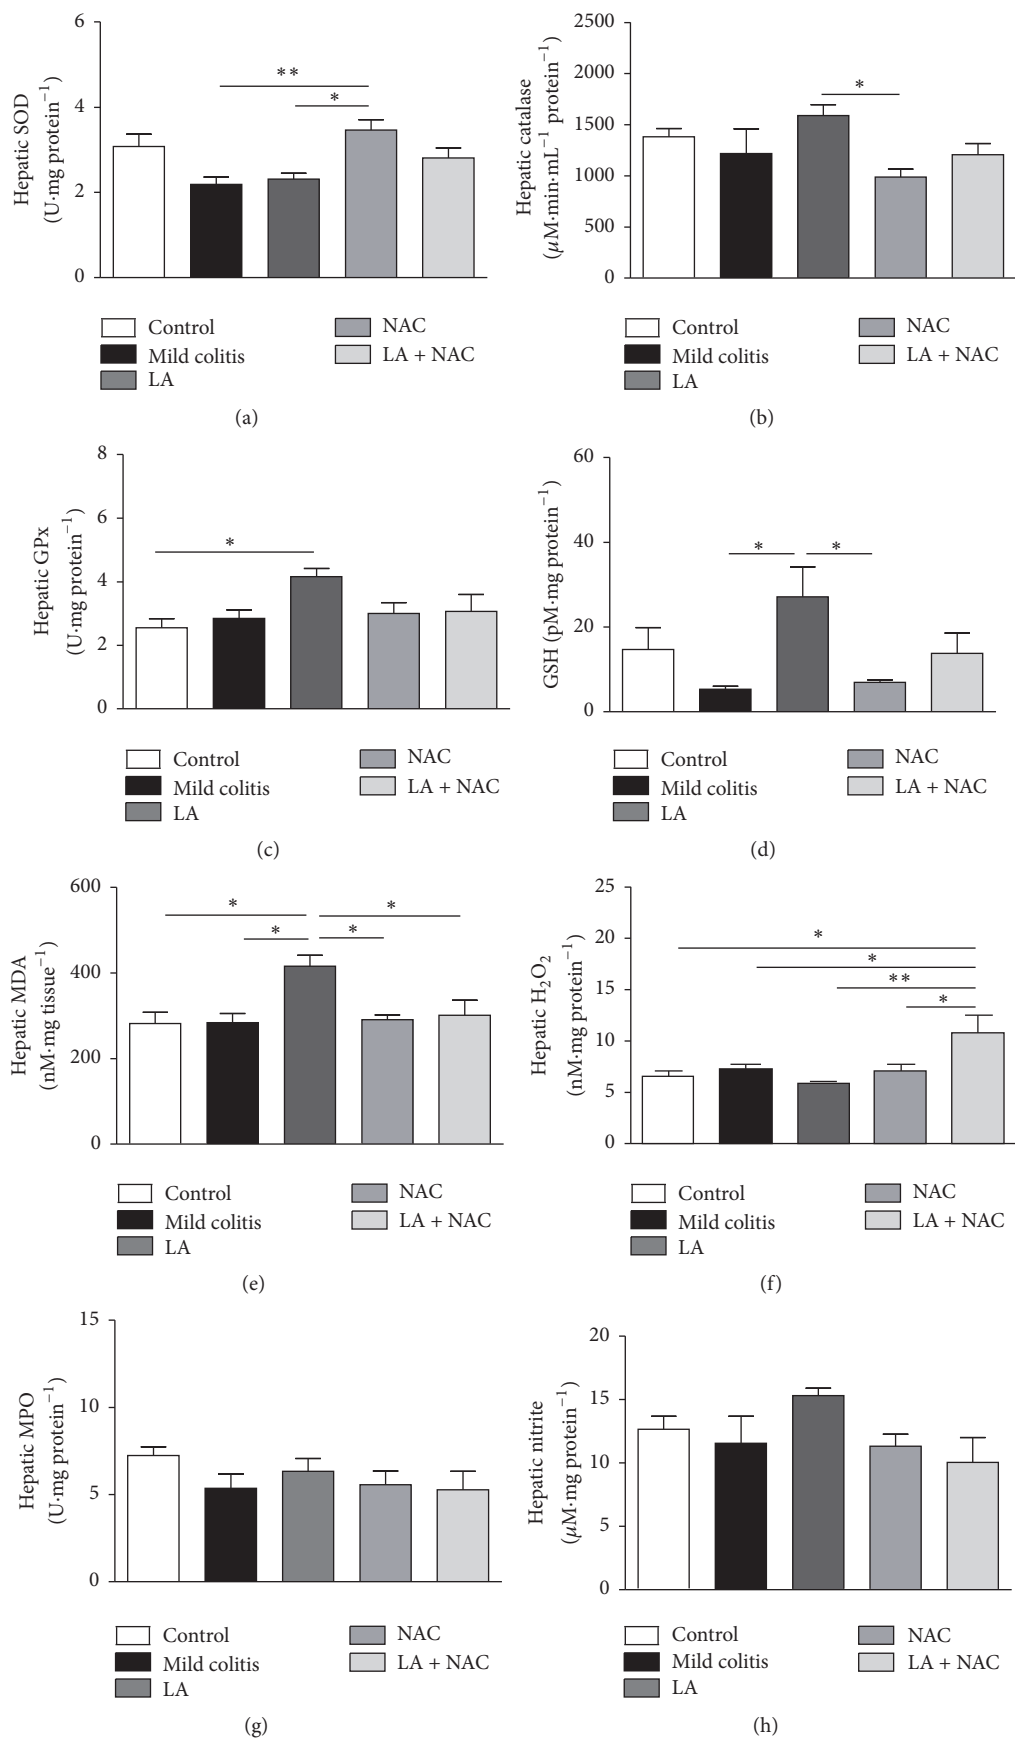 Hepatic SOD
(U·mg protein⁻¹)
6
4
2
0
**
*
Control
Mild colitis
LA
NAC
LA + NAC
(a)
Hepatic catalase
(µM·min·mL⁻¹ protein⁻¹)
2500
2000
1500
1000
500
0
*
Control
Mild colitis
LA
NAC
LA + NAC
(b)
Hepatic GPx
(U·mg protein⁻¹)
8
6
4
2
0
*
Control
Mild colitis
LA
NAC
LA + NAC
(c)
GSH (pM·mg protein⁻¹)
60
40
20
0
*
*
Control
Mild colitis
LA
NAC
LA + NAC
(d)
Hepatic MDA
(nM·mg tissue⁻¹)
600
400
200
0
*
*
*
*
Control
Mild colitis
LA
NAC
LA + NAC
(e)
Hepatic H₂O₂
(nM·mg protein⁻¹)
25
20
15
10
5
0
*
*
**
*
Control
Mild colitis
LA
NAC
LA + NAC
(f)
Hepatic MPO
(U·mg protein⁻¹)
15
10
5
0
Control
Mild colitis
LA
NAC
LA + NAC
(g)
Hepatic nitrite
(µM·mg protein⁻¹)
20
15
10
5
0
Control
Mild colitis
LA
NAC
LA + NAC
(h)